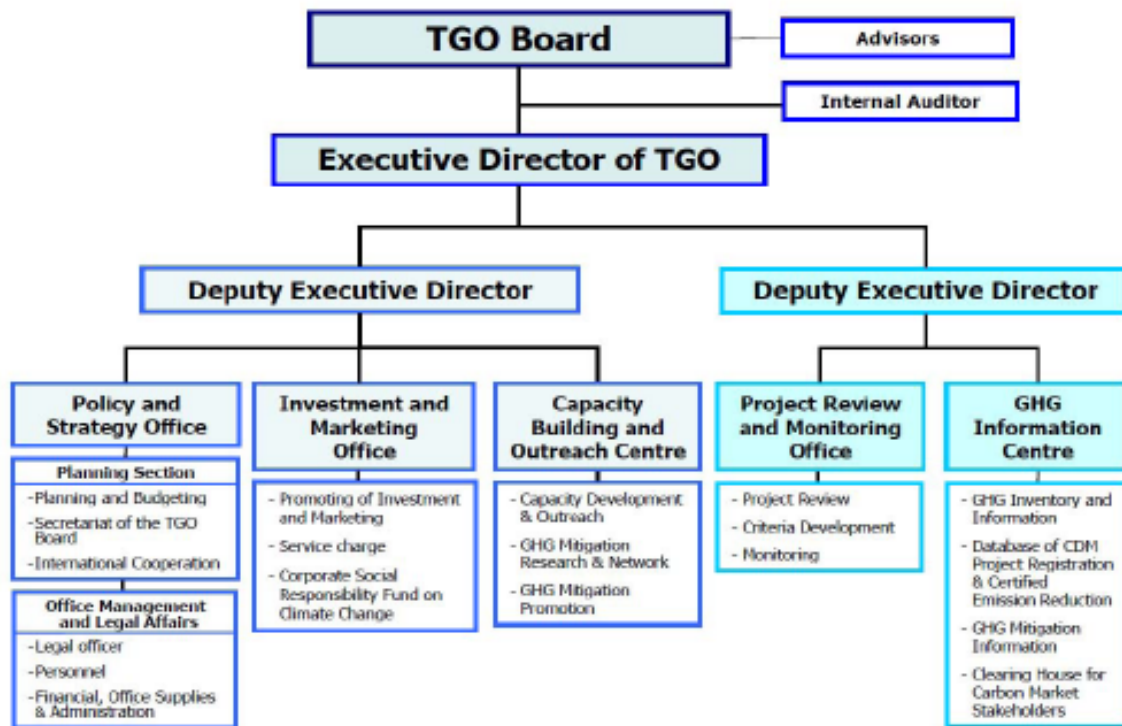 TGO Board
Advisors
Internal Auditor
Executive Director of TGO
Deputy Executive Director
Deputy Executive Director
Policy and
Strategy Office
Planning Section
-Planning and Budgeting
-Secretariat of the TGO
Board
-International Cooperation
Office Management
and Legal Affairs
-Legal officer
-Personnel
-Financial, Office Supplies
& Administration
Investment and
Marketing
Office
- Promoting of Investment
and Marketing
- Service charge
- Corporate Social
Responsibility Fund on
Climate Change
Capacity
Building and
Outreach Centre
- Capacity Development
& Outreach
- GHG Mitigation
Research & Network
- GHG Mitigation
Promotion
Project Review
and Monitoring
Office
- Project Review
- Criteria Development
- Monitoring
GHG
Information
Centre
- GHG Inventory and
Information
- Database of CDM
Project Registration
& Certified
Emission Reduction
- GHG Mitigation
Information
- Clearing House for
Carbon Market
Stakeholders